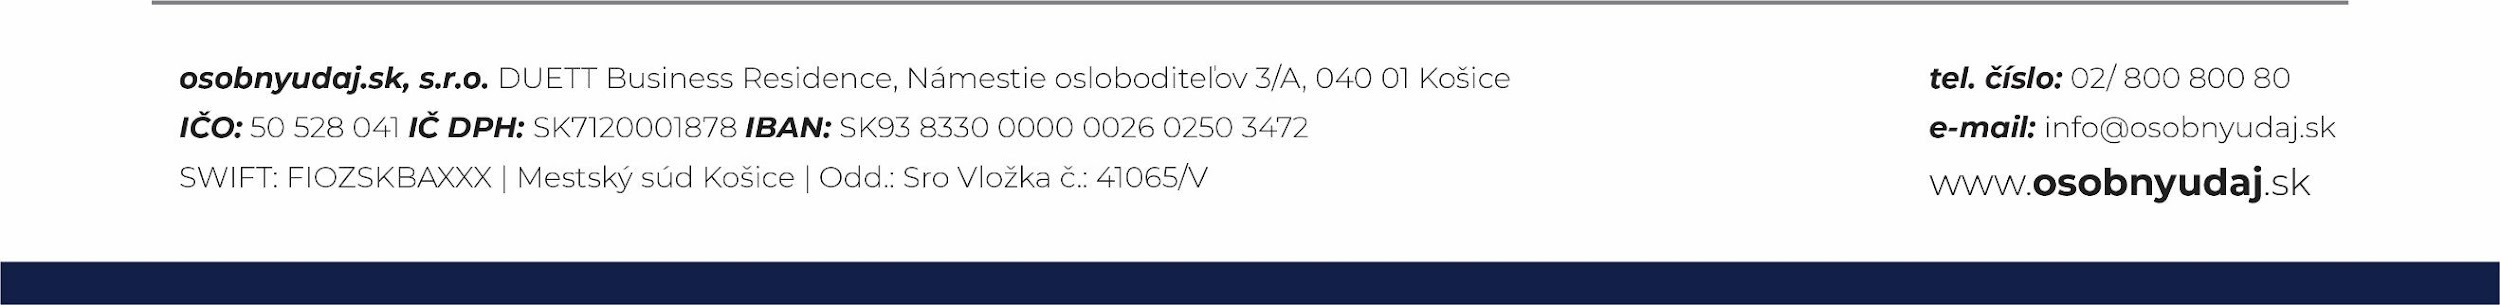 osobnyudaj.sk, s.r.o. DUETT Business Residence, Námestie osloboditeľov 3/A, 040 01 Košice
IČO: 50 528 041 IČ DPH: SK7120001878 IBAN: SK93 8330 0000 0026 0250 3472
SWIFT: FIOZSKBAXXX | Mestský súd Košice | Odd.: Sro Vložka č.: 41065/V
tel. číslo: 02/ 800 800 80
e-mail: info@osobnyudaj.sk
www.osobnyudaj.sk